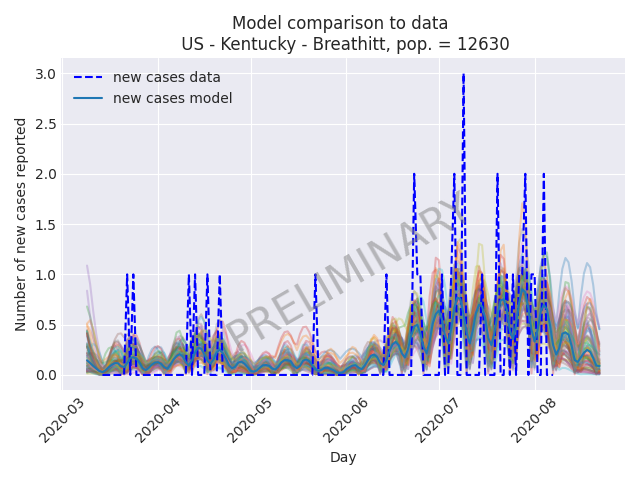 Model comparison to data
US - Kentucky - Breathitt, pop. = 12630
new cases data
new cases model
PRELIMINARY
Number of new cases reported
3.0
2.5
2.0
1.5
1.0
0.5
0.0
2020-03
2020-04
2020-05
2020-06
2020-07
2020-08
Day